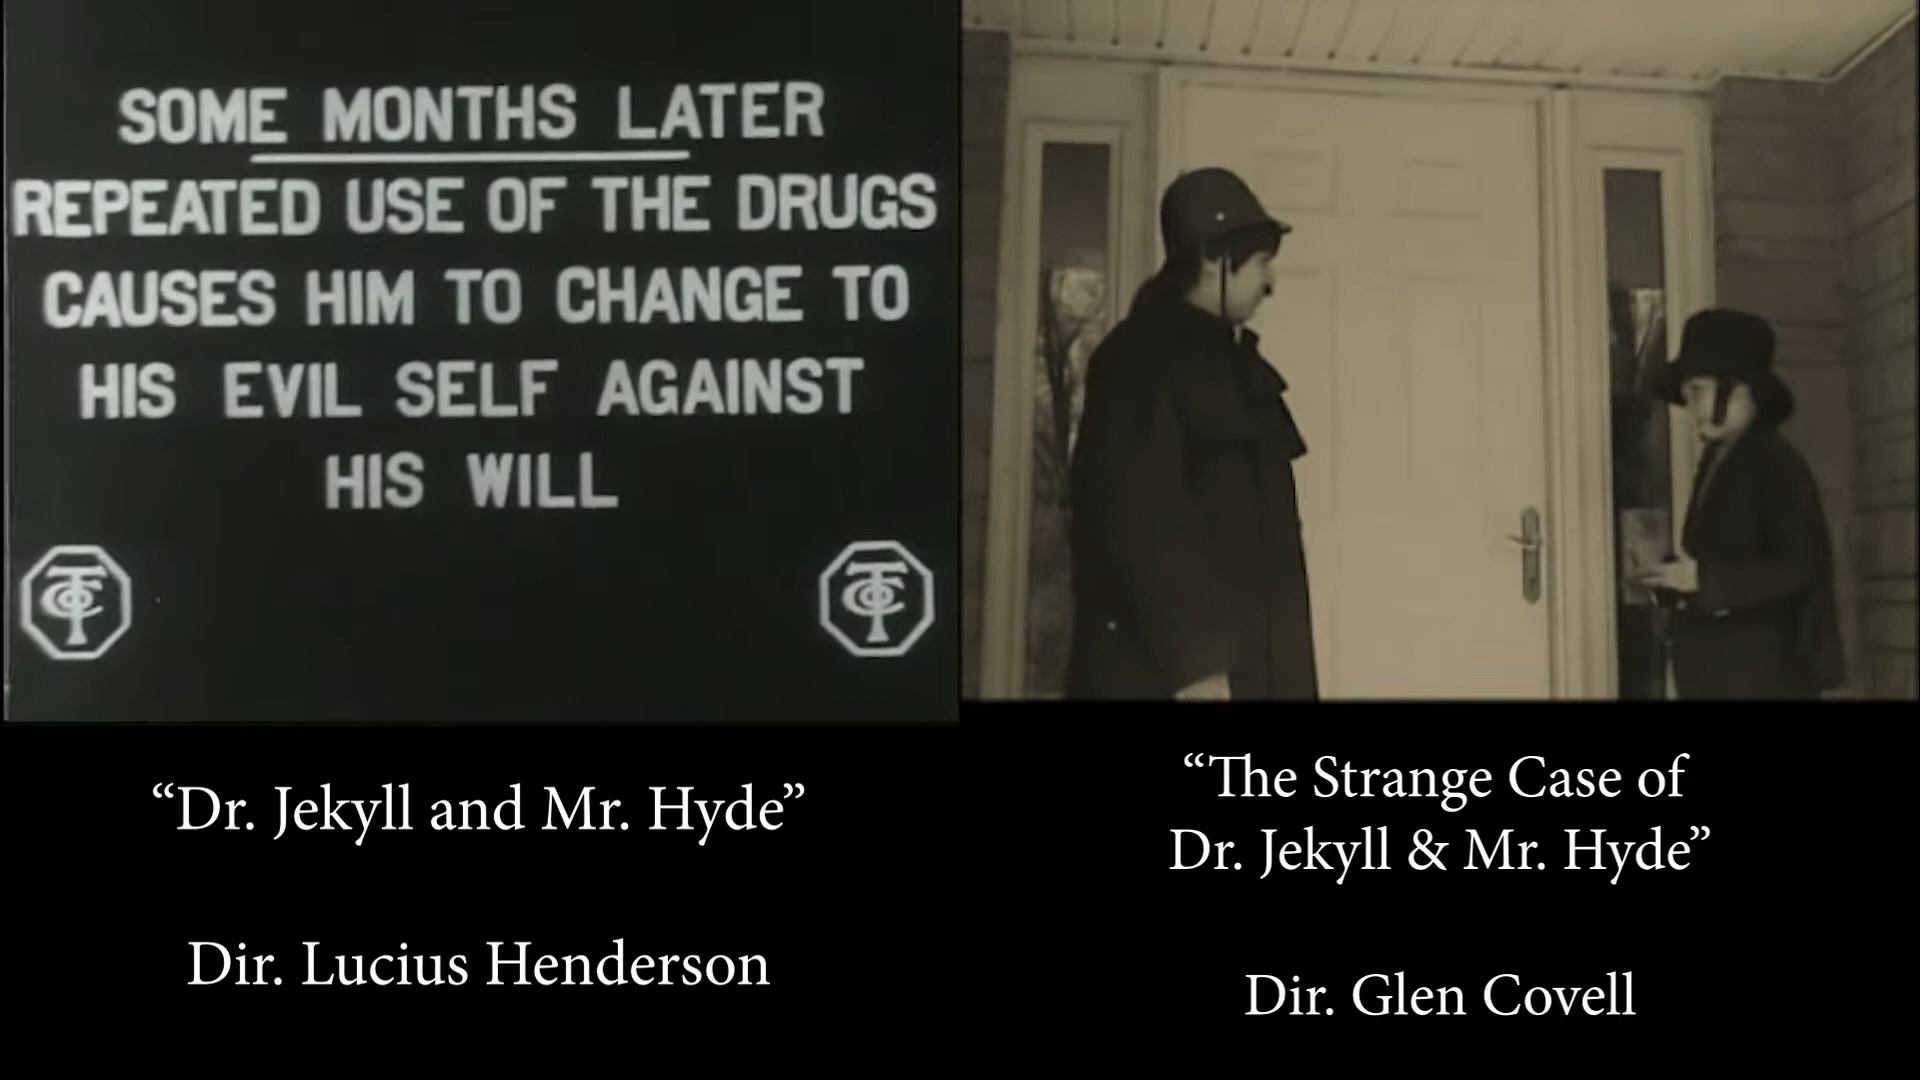 SOME MONTHS LATER
REPEATED USE OF THE DRUGS
CAUSES HIM TO CHANGE TO
HIS EVIL SELF AGAINST
HIS WILL
TCO
TCO
“Dr. Jekyll and Mr. Hyde”
Dir. Lucius Henderson
“The Strange Case of
Dr. Jekyll & Mr. Hyde”
Dir. Glen Covell